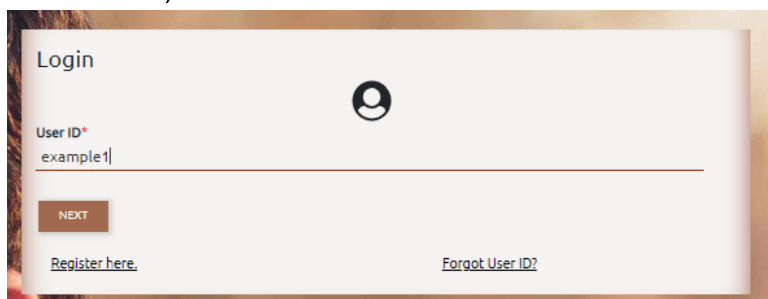 Login
User ID*
example1
NEXT
Register here.
Forgot User ID?